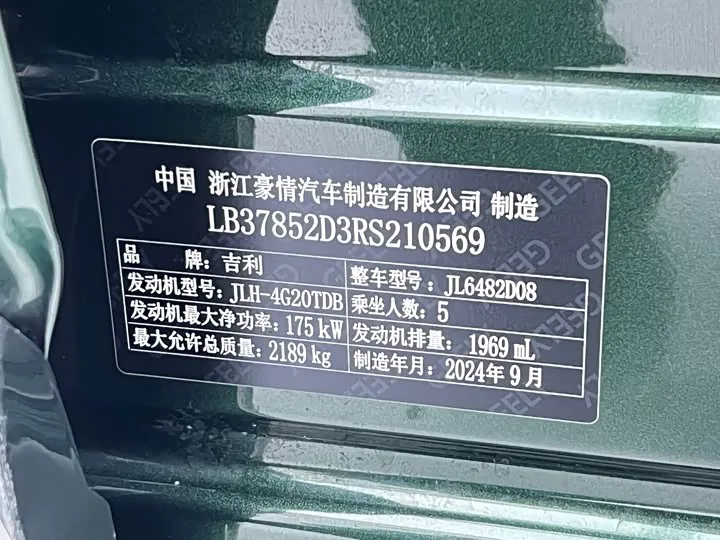 中国 浙江豪情汽车制造有限公司 制造
LB37852D3RS210569
品 牌: 吉利 整车型号: JL6482D08
发动机型号: JLH-4G20TDB 乘坐人数: 5
发动机最大净功率: 175 kW 发动机排量: 1969 mL
最大允许总质量: 2189 kg 制造年月: 2024年9月